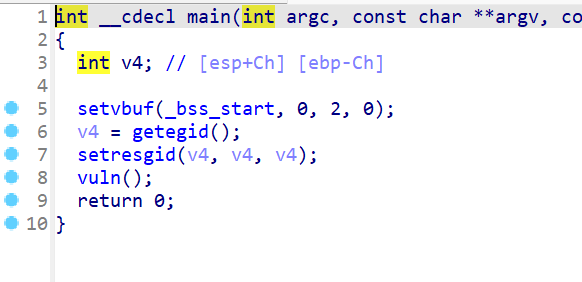 1 int __cdecl main(int argc, const char **argv, co
2 {
3 int v4; // [esp+Ch] [ebp-Ch]
4
5 setvbuf(_bss_start, 0, 2, 0);
6 v4 = getegid();
7 setresgid(v4, v4, v4);
8 vuln();
9 return 0;
10 }